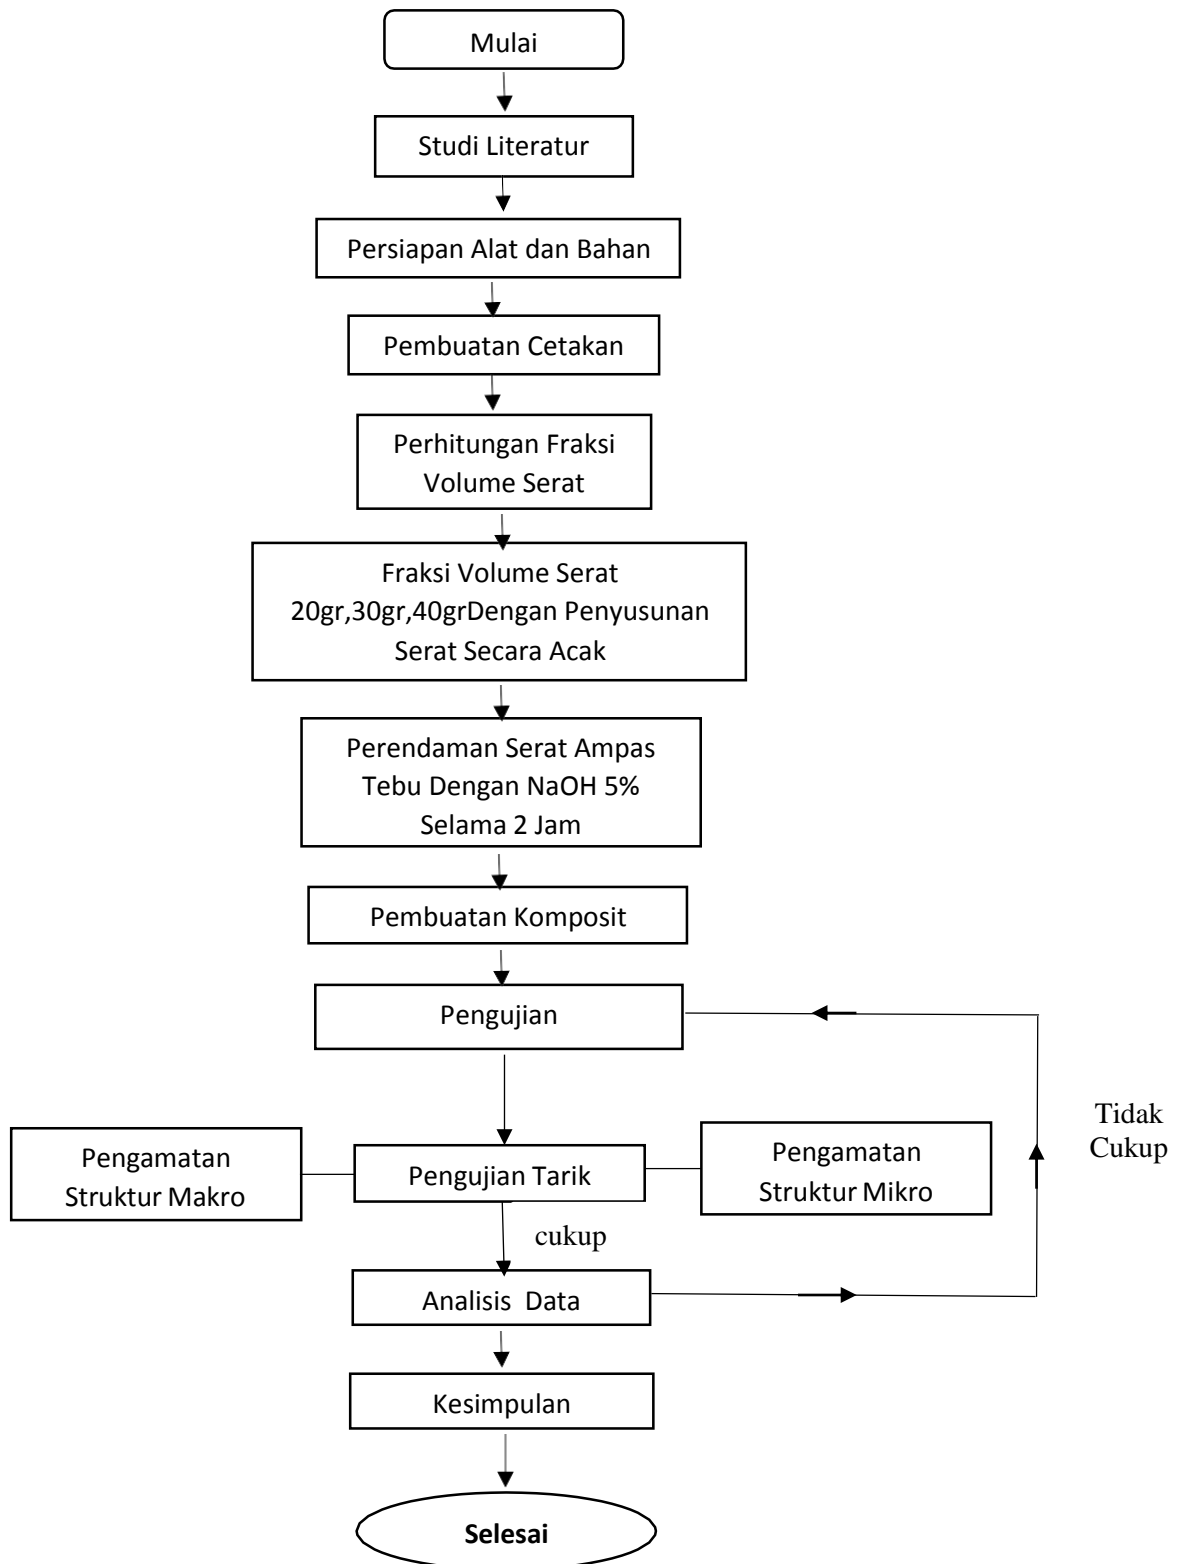 Mulai
Studi Literatur
Persiapan Alat dan Bahan
Pembuatan Cetakan
Perhitungan Fraksi
Volume Serat
Fraksi Volume Serat
20gr,30gr,40grDengan Penyusunan
Serat Secara Acak
Perendaman Serat Ampas
Tebu Dengan NaOH 5%
Selama 2 Jam
Pembuatan Komposit
Pengujian
Tidak
Cukup
Pengamatan
Struktur Makro
Pengujian Tarik
Pengamatan
Struktur Mikro
cukup
Analisis  Data
Kesimpulan
Selesai